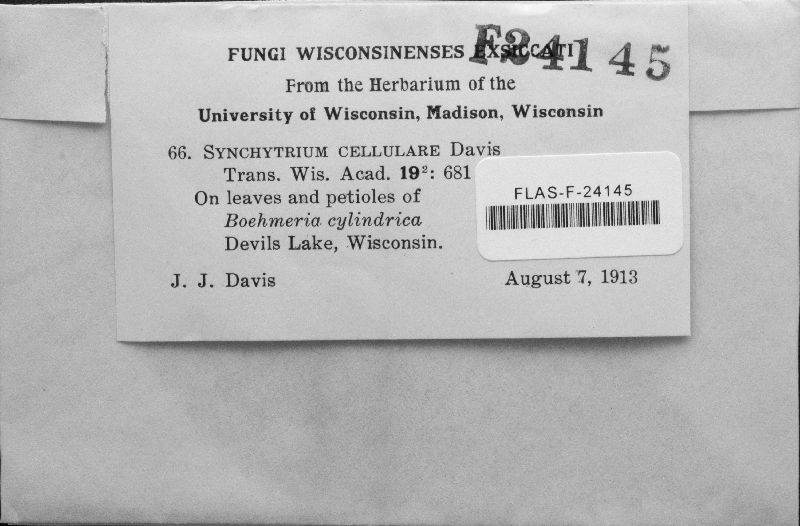 F24145
FUNGI WISCONSINENSES EXSICCATI
From the Herbarium of the
University of Wisconsin, Madison, Wisconsin
66. SYNCHYTRIUM CELLULARE Davis
Trans. Wis. Acad. 19²: 681
On leaves and petioles of
Boehmeria cylindrica
Devils Lake, Wisconsin.
FLAS-F-24145
J. J. Davis August 7, 1913